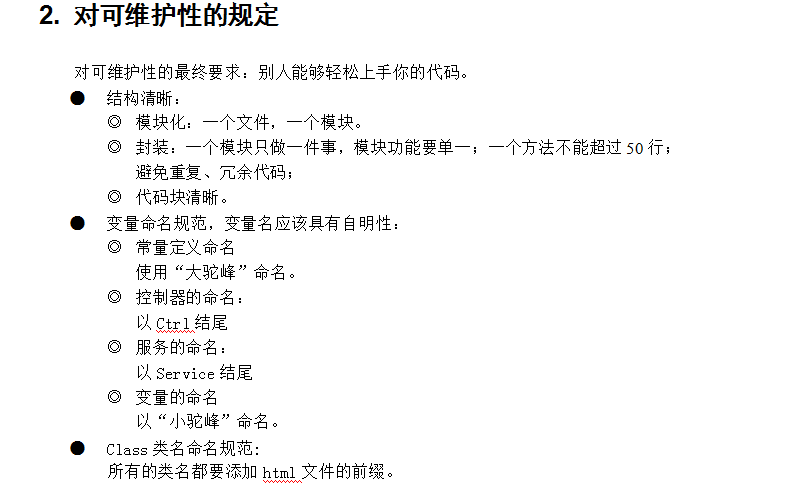 2. 对可维护性的规定
对可维护性的最终要求：别人能够轻松上手你的代码。
● 结构清晰：
◎ 模块化：一个文件，一个模块。
◎ 封装：一个模块只做一件事，模块功能要单一；一个方法不能超过 50 行；
避免重复、冗余代码；
◎ 代码块清晰。
● 变量命名规范，变量名应该具有自明性：
◎ 常量定义命名
使用“大驼峰”命名。
◎ 控制器的命名：
以 Ctrl 结尾
◎ 服务的命名：
以 Service 结尾
◎ 变量的命名
以“小驼峰”命名。
● Class 类名命名规范:
所有的类名都要添加 html 文件的前缀。